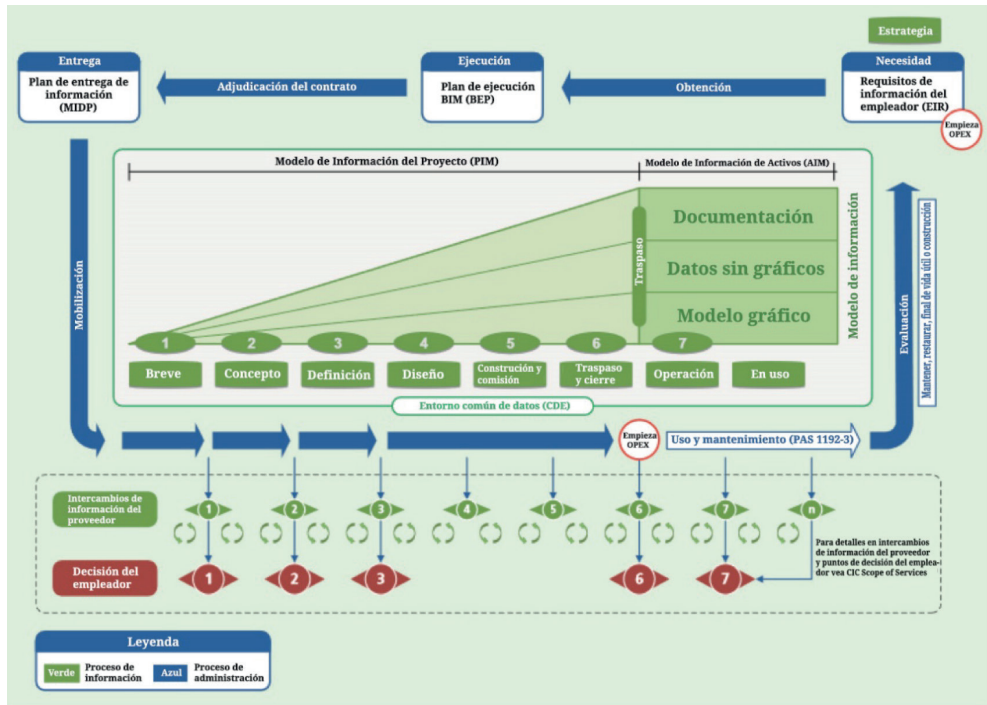 Estrategia
Entrega
Plan de entrega de
información
(MIDP)
Adjudicación del contrato
Ejecución
Plan de ejecución
BIM (BEP)
Obtención
Necesidad
Requisitos de
información del
empleador (EIR)
Empieza
OPEX
Modelo de Información del Proyecto (PIM)
Modelo de Información de Activos (AIM)
Documentación
Datos sin gráficos
Modelo gráfico
Traspaso
Modelo de información
Mobilización
Evaluación
Mantener, restaurar, final de vida útil o construcción
1
2
3
4
5
6
7
Breve
Concepto
Definición
Diseño
Construción y
comisión
Traspaso
y cierre
Operación
En uso
Entorno común de datos (CDE)
Empieza
OPEX
Uso y mantenimiento (PAS 1192-3)
Intercambios de
información del
proveedor
1
2
3
4
5
6
7
n
Decisión del
empleador
1
2
3
6
7
Para detalles en intercambios
de información del proveedor
y puntos de decisión del emplea-
dor vea CIC Scope of Services
Leyenda
Verde
Proceso de
información
Azul
Proceso de
administración